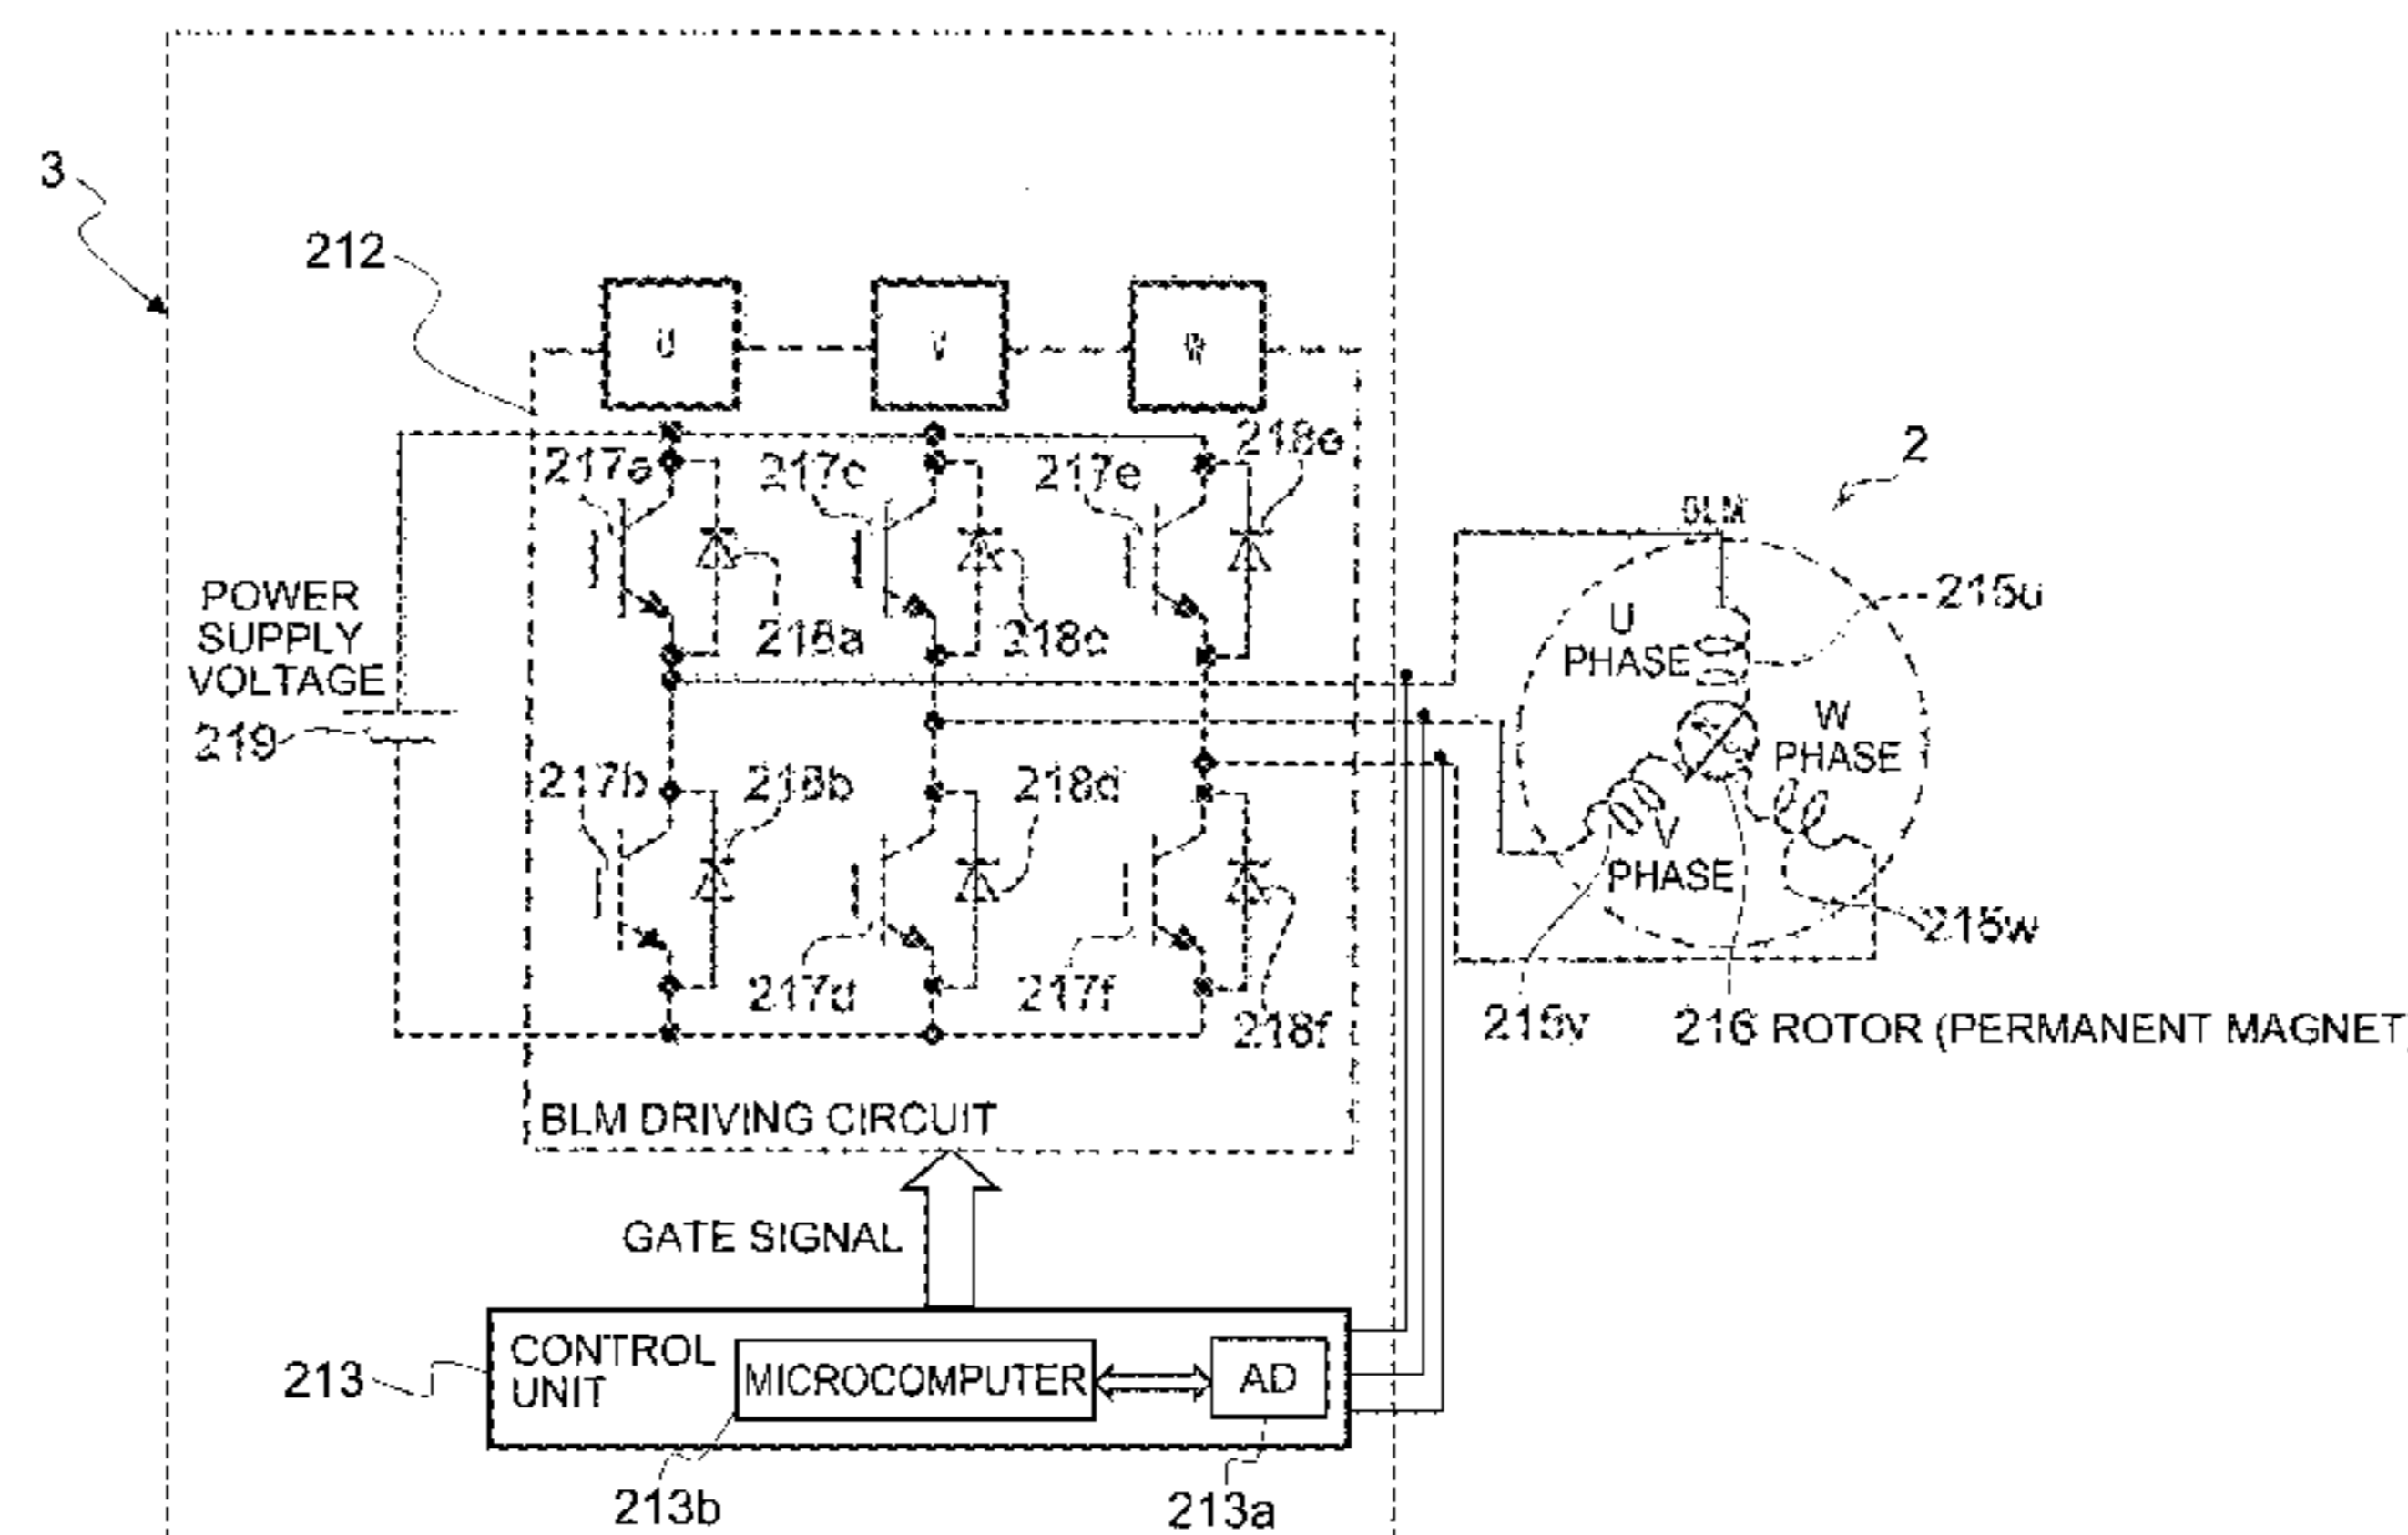 3
212
U
V
W
217a
217c
217e
218e
2
BLM
POWER
SUPPLY
VOLTAGE
219
218a
218c
U
PHASE
215u
W
PHASE
217b
218b
218d
V
PHASE
215w
217d
217f
218f
215v
216 ROTOR (PERMANENT MAGNET
BLM DRIVING CIRCUIT
GATE SIGNAL
CONTROL
UNIT
213
MICROCOMPUTER
AD
213b
213a